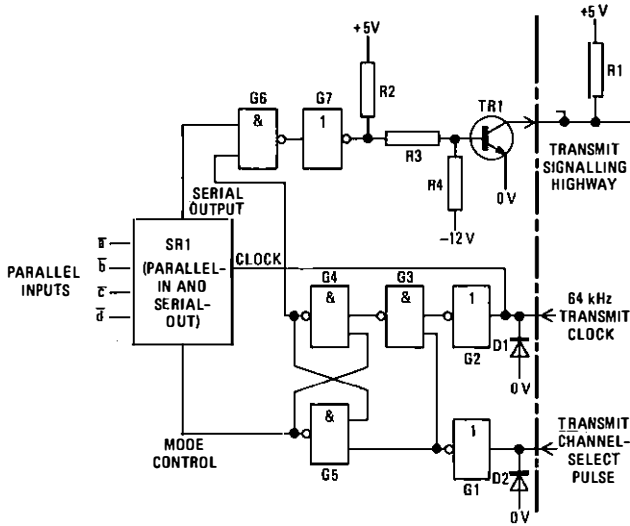 +5V
+5V
R1
G6
G7
R2
TR1
&
1
R3
TRANSMIT
SIGNALLING
HIGHWAY
R4
0V
SERIAL
OUTPUT
-12V
a
b
c
d
PARALLEL
INPUTS
SR1
(PARALLEL-
IN ANO
SERIAL-
OUT)
CLOCK
G4
G3
&
&
1
G2
D1
64 kHz
TRANSMIT
CLOCK
0V
&
1
G5
G1
MODE
CONTROL
D2
TRANSMIT
CHANNEL-
SELECT
PULSE
0V